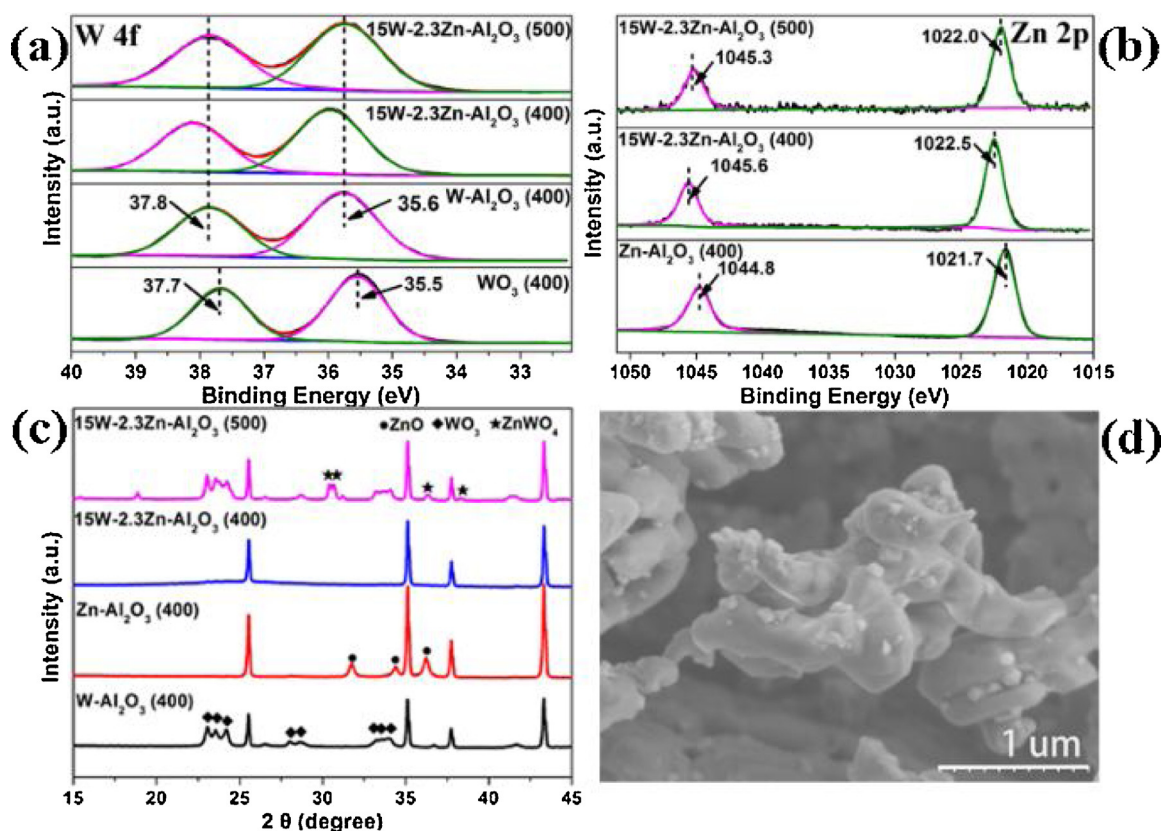 (a)
W 4f
15W-2.3Zn-Al₂O₃ (500)
15W-2.3Zn-Al₂O₃ (400)
W-Al₂O₃ (400)
37.8
35.6
WO₃ (400)
37.7
35.5
Intensity (a.u.)
40 39 38 37 36 35 34 33
Binding Energy (eV)
(b)
Zn 2p
15W-2.3Zn-Al₂O₃ (500)
1045.3
1022.0
15W-2.3Zn-Al₂O₃ (400)
1045.6
1022.5
Zn-Al₂O₃ (400)
1044.8
1021.7
Intensity (a.u.)
1050 1045 1040 1035 1030 1025 1020 1015
Binding Energy (eV)
(c)
15W-2.3Zn-Al₂O₃ (500)
●ZnO ◆WO₃ ★ZnWO₄
15W-2.3Zn-Al₂O₃ (400)
Zn-Al₂O₃ (400)
W-Al₂O₃ (400)
Intensity (a.u.)
15 20 25 30 35 40 45
2 θ (degree)
(d)
1 um